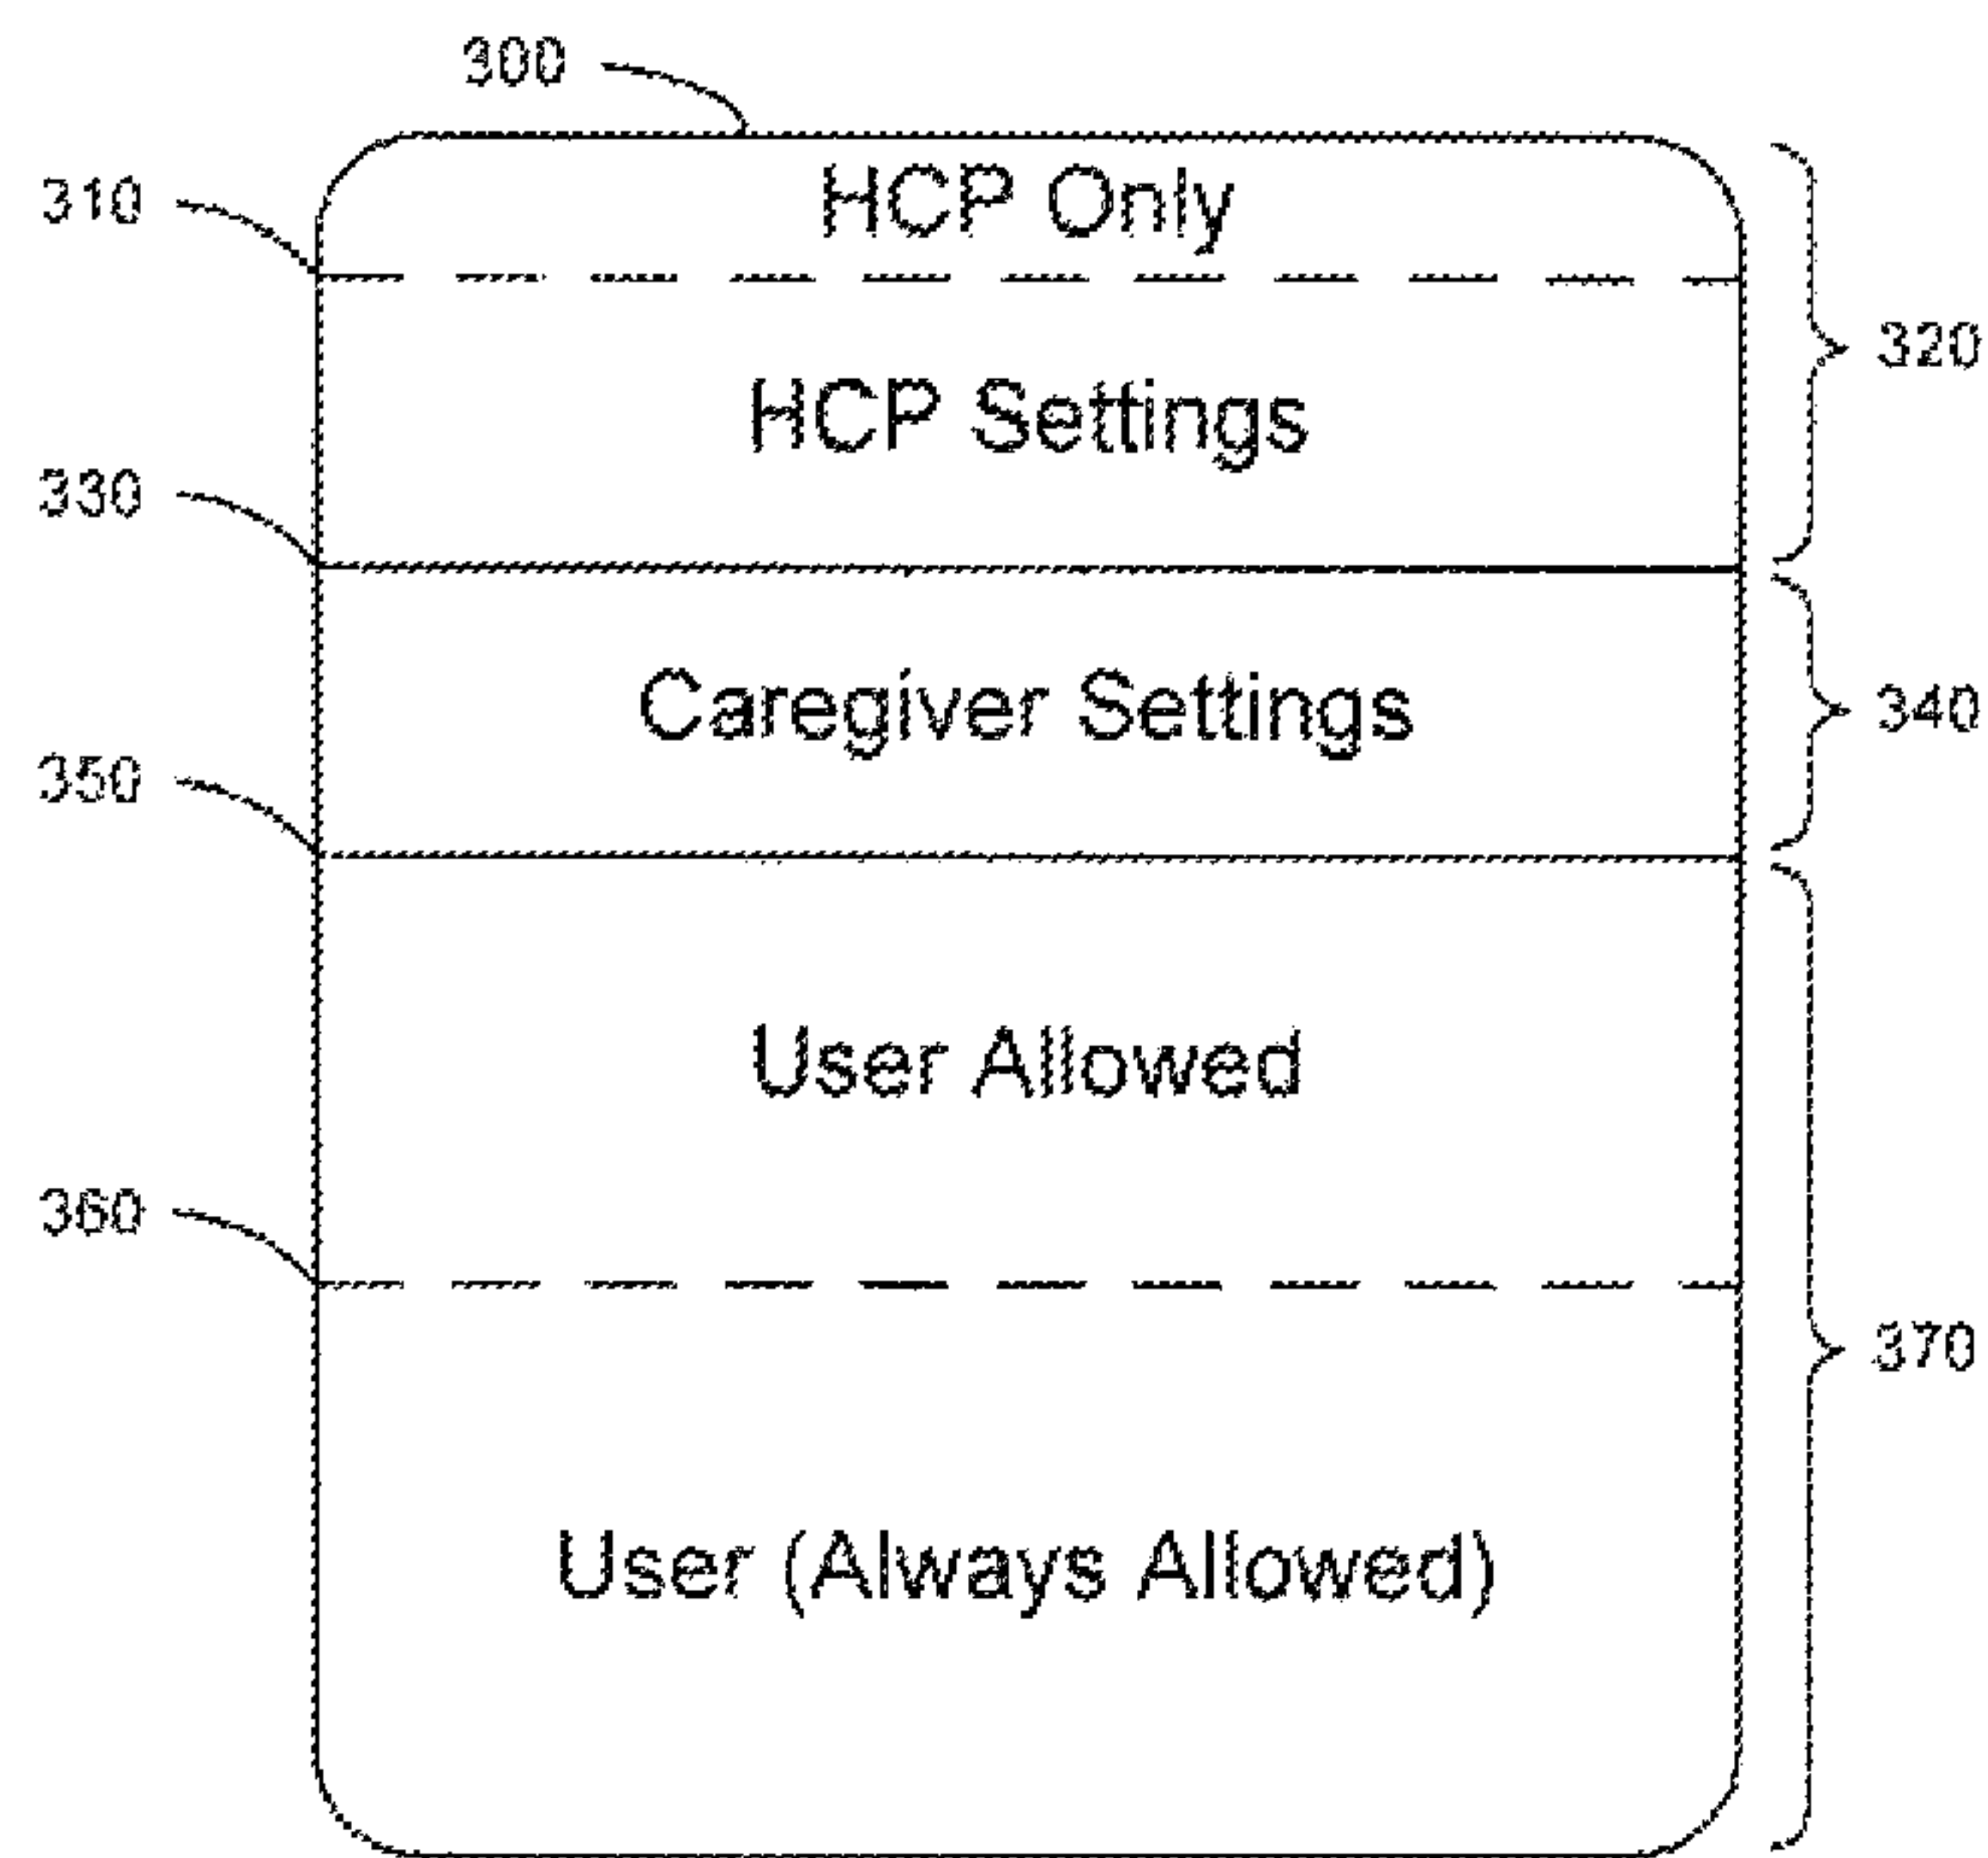 300
310
HCP Only
320
HCP Settings
330
Caregiver Settings
340
350
User Allowed
360
370
User (Always Allowed)